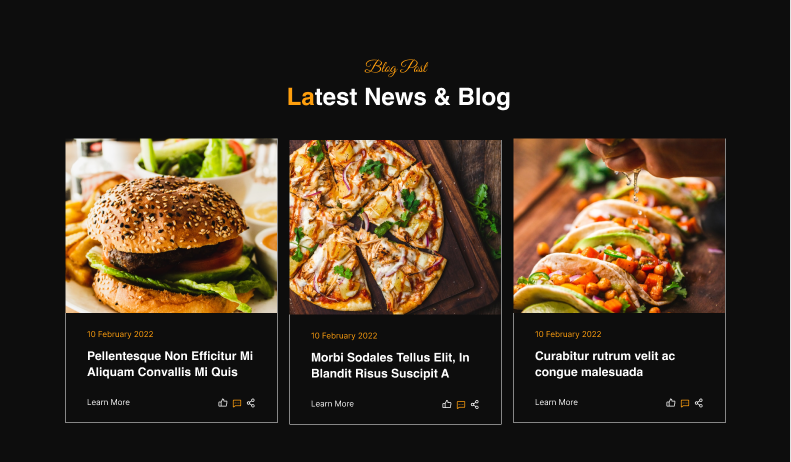 Blog Post
Latest News & Blog
10 February 2022
Pellentesque Non Efficitur Mi
Aliquam Convallis Mi Quis
Learn More
10 February 2022
Morbi Sodales Tellus Elit, In
Blandit Risus Suscipit A
Learn More
10 February 2022
Curabitur rutrum velit ac
congue malesuada
Learn More